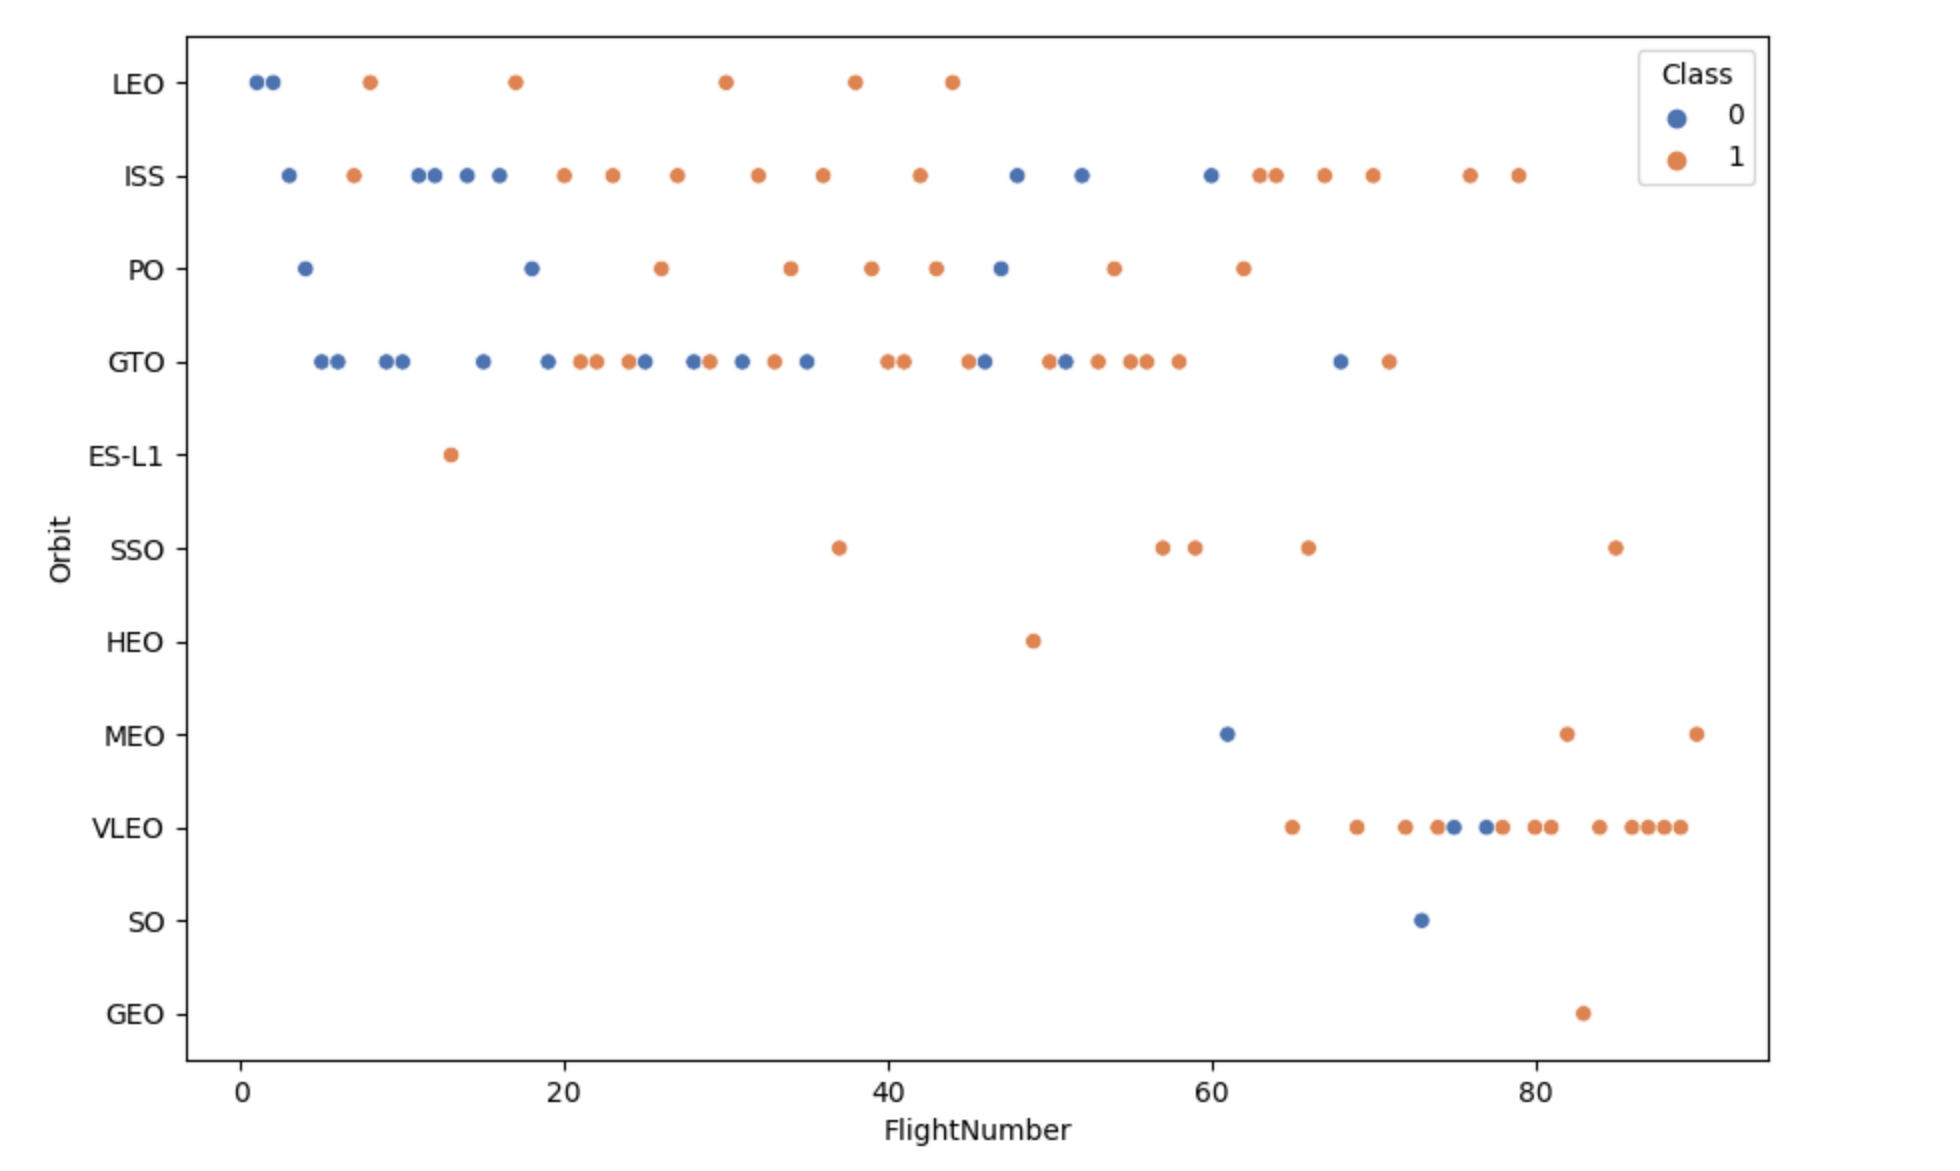 Class
0
1
LEO
ISS
PO
GTO
ES-L1
SSO
HEO
MEO
VLEO
SO
GEO
Orbit
0 20 40 60 80
FlightNumber